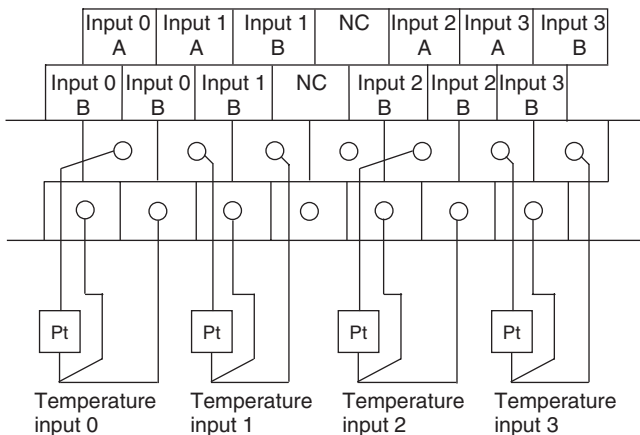 Input 0 Input 1 Input 1 NC Input 2 Input 3 Input 3
A A B A A B
Input 0 Input 0 Input 1 NC Input 2 Input 2 Input 3
B B B B B B
Pt Pt Pt Pt
Temperature Temperature Temperature Temperature
input 0 input 1 input 2 input 3